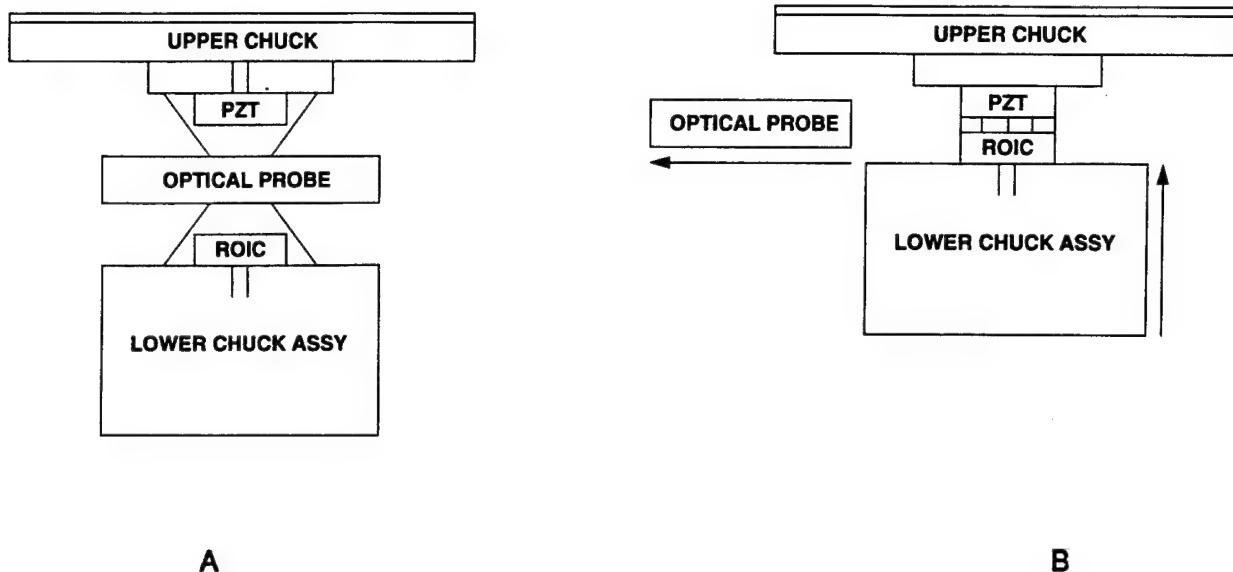 UPPER CHUCK
PZT
OPTICAL PROBE
ROIC
LOWER CHUCK ASSY
A
UPPER CHUCK
PZT
OPTICAL PROBE
ROIC
LOWER CHUCK ASSY
B